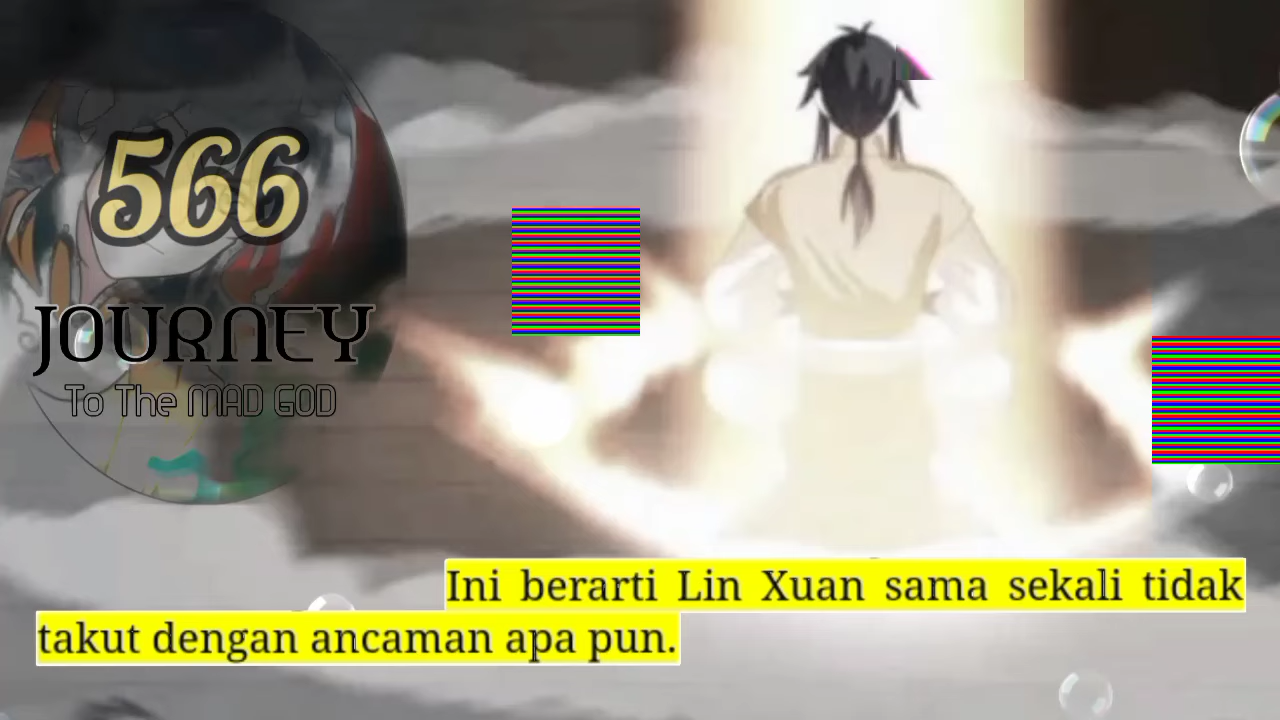 566
JOURNEY
To The MAD GOD
Ini berarti Lin Xuan sama sekali tidak
takut dengan ancaman apa pun.